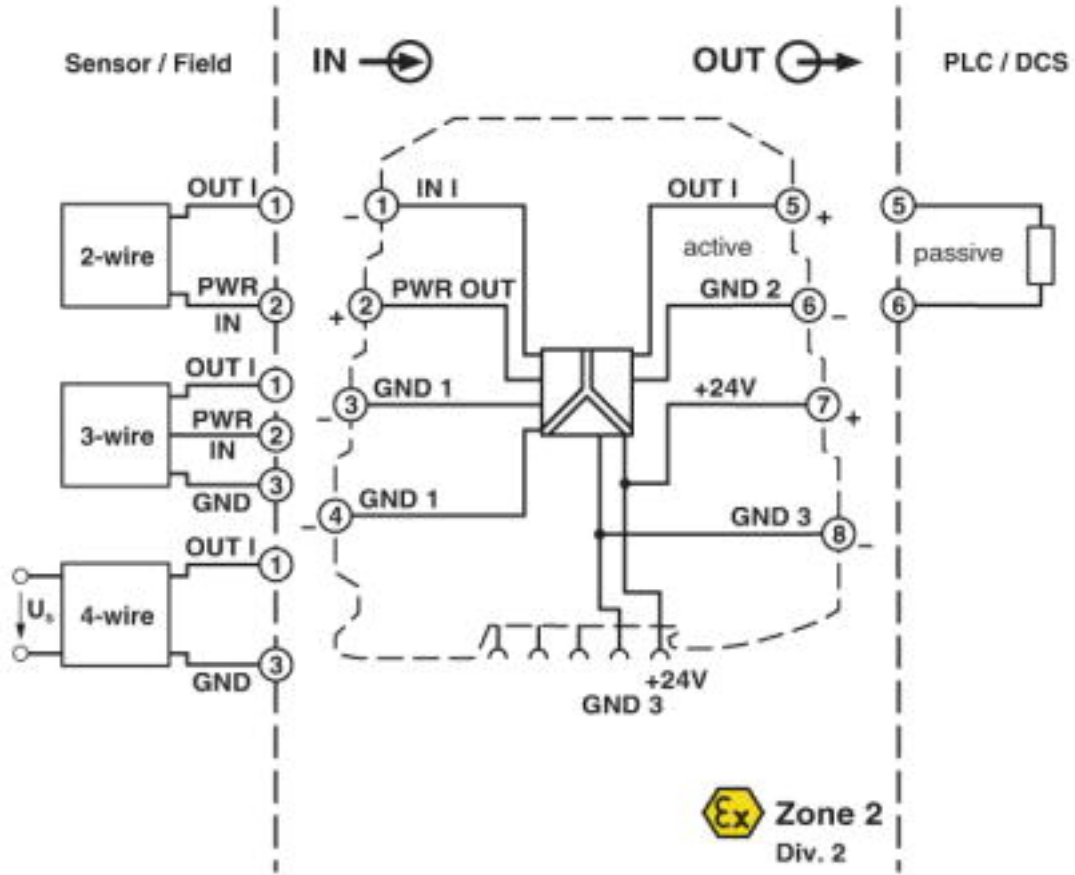 Sensor / Field
IN
OUT
PLC / DCS
OUT I
1
2-wire
PWR
IN
2
OUT I
1
3-wire
PWR
IN
2
GND
3
OUT I
1
Us
4-wire
GND
3
1
IN I
-
2
PWR OUT
+
3
GND 1
-
4
GND 1
-
OUT I
5
+
active
GND 2
6
-
+24V
7
+
GND 3
8
-
+24V
GND 3
5
passive
6
Ex
Zone 2
Div. 2